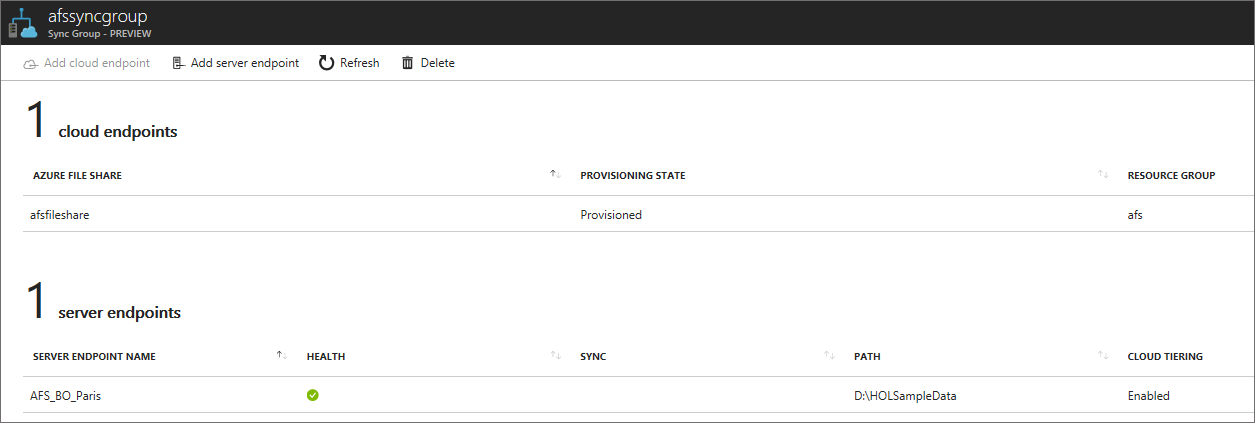 afssyncgroup
Sync Group - PREVIEW
Add cloud endpoint Add server endpoint Refresh Delete
1 cloud endpoints
AZURE FILE SHARE PROVISIONING STATE RESOURCE GROUP
afsfileshare Provisioned afs
1 server endpoints
SERVER ENDPOINT NAME HEALTH SYNC PATH CLOUD TIERING
AFS_BO_Paris D:\HOLSampleData Enabled